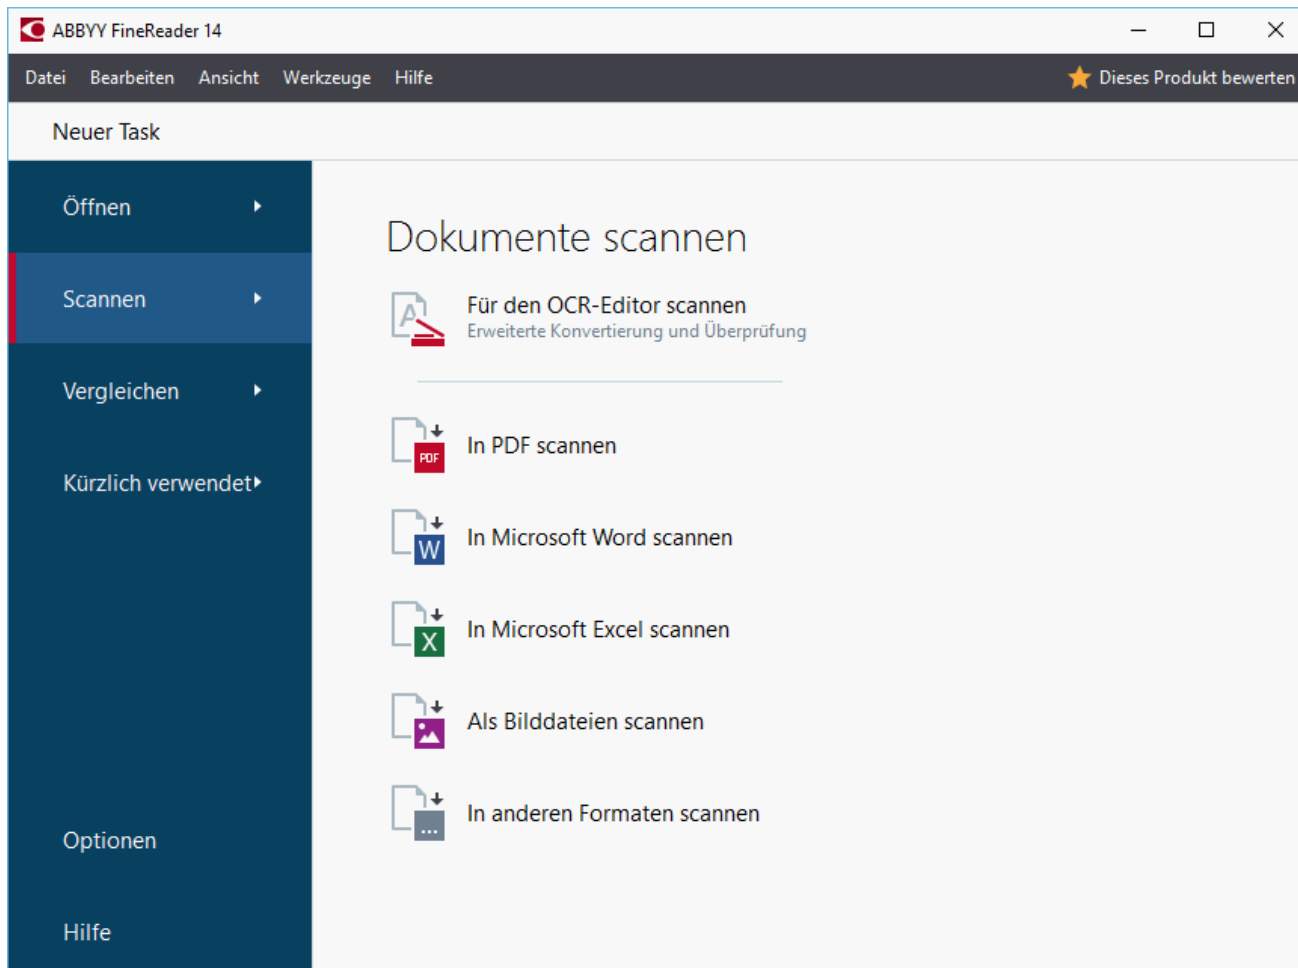 ABBYY FineReader 14
Datei Bearbeiten Ansicht Werkzeuge Hilfe Dieses Produkt bewerten
Neuer Task
Öffnen
Scannen
Vergleichen
Kürzlich verwendet
Optionen
Hilfe
Dokumente scannen
A
Für den OCR-Editor scannen
Erweiterte Konvertierung und Überprüfung
PDF
In PDF scannen
W
In Microsoft Word scannen
X
In Microsoft Excel scannen
Als Bilddateien scannen
...
In anderen Formaten scannen